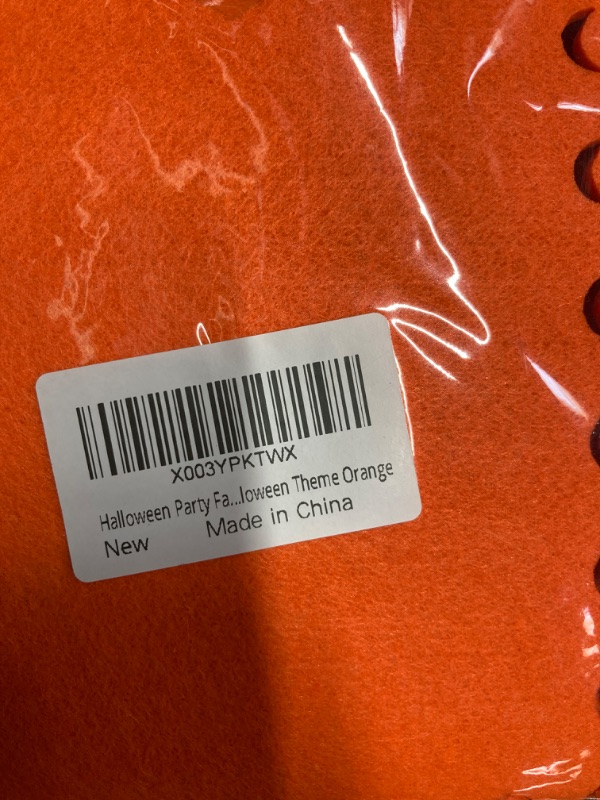 X003YPKTWX
Halloween Party Fa...loween Theme Orange
New Made in China